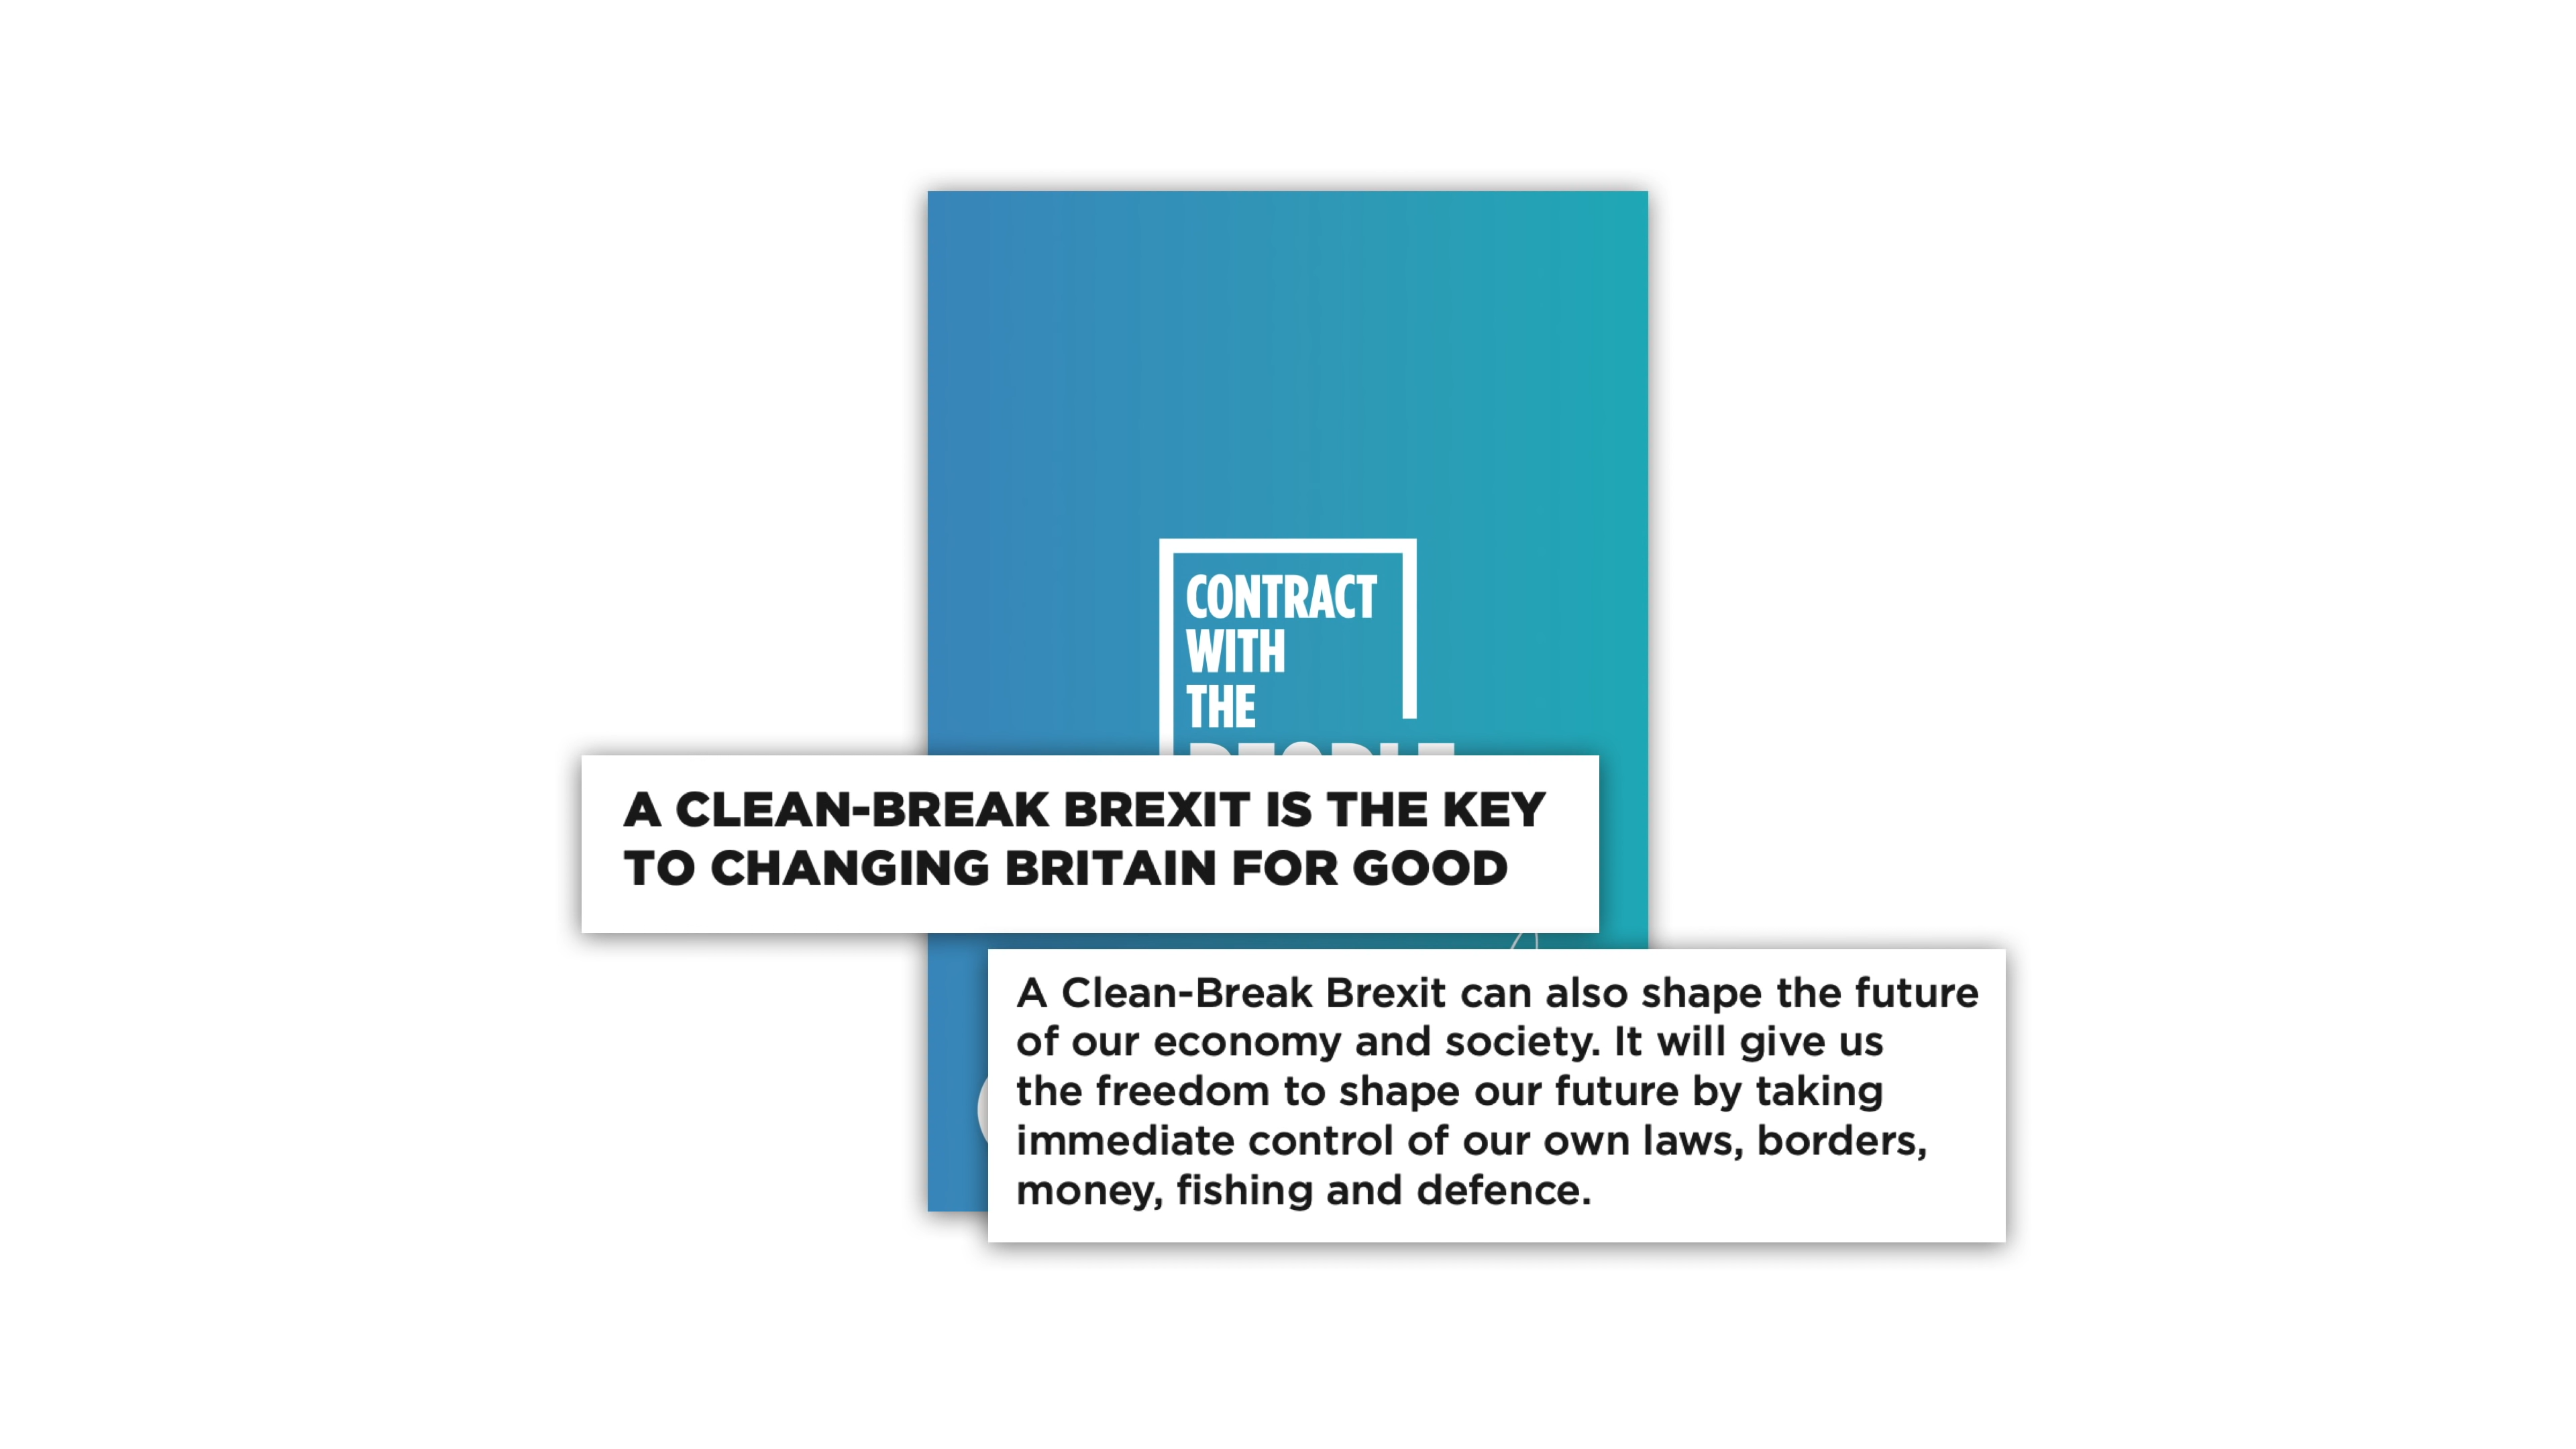 CONTRACT
WITH
THE
PEOPLE
A CLEAN-BREAK BREXIT IS THE KEY
TO CHANGING BRITAIN FOR GOOD
A Clean-Break Brexit can also shape the future
of our economy and society. It will give us
the freedom to shape our future by taking
immediate control of our own laws, borders,
money, fishing and defence.